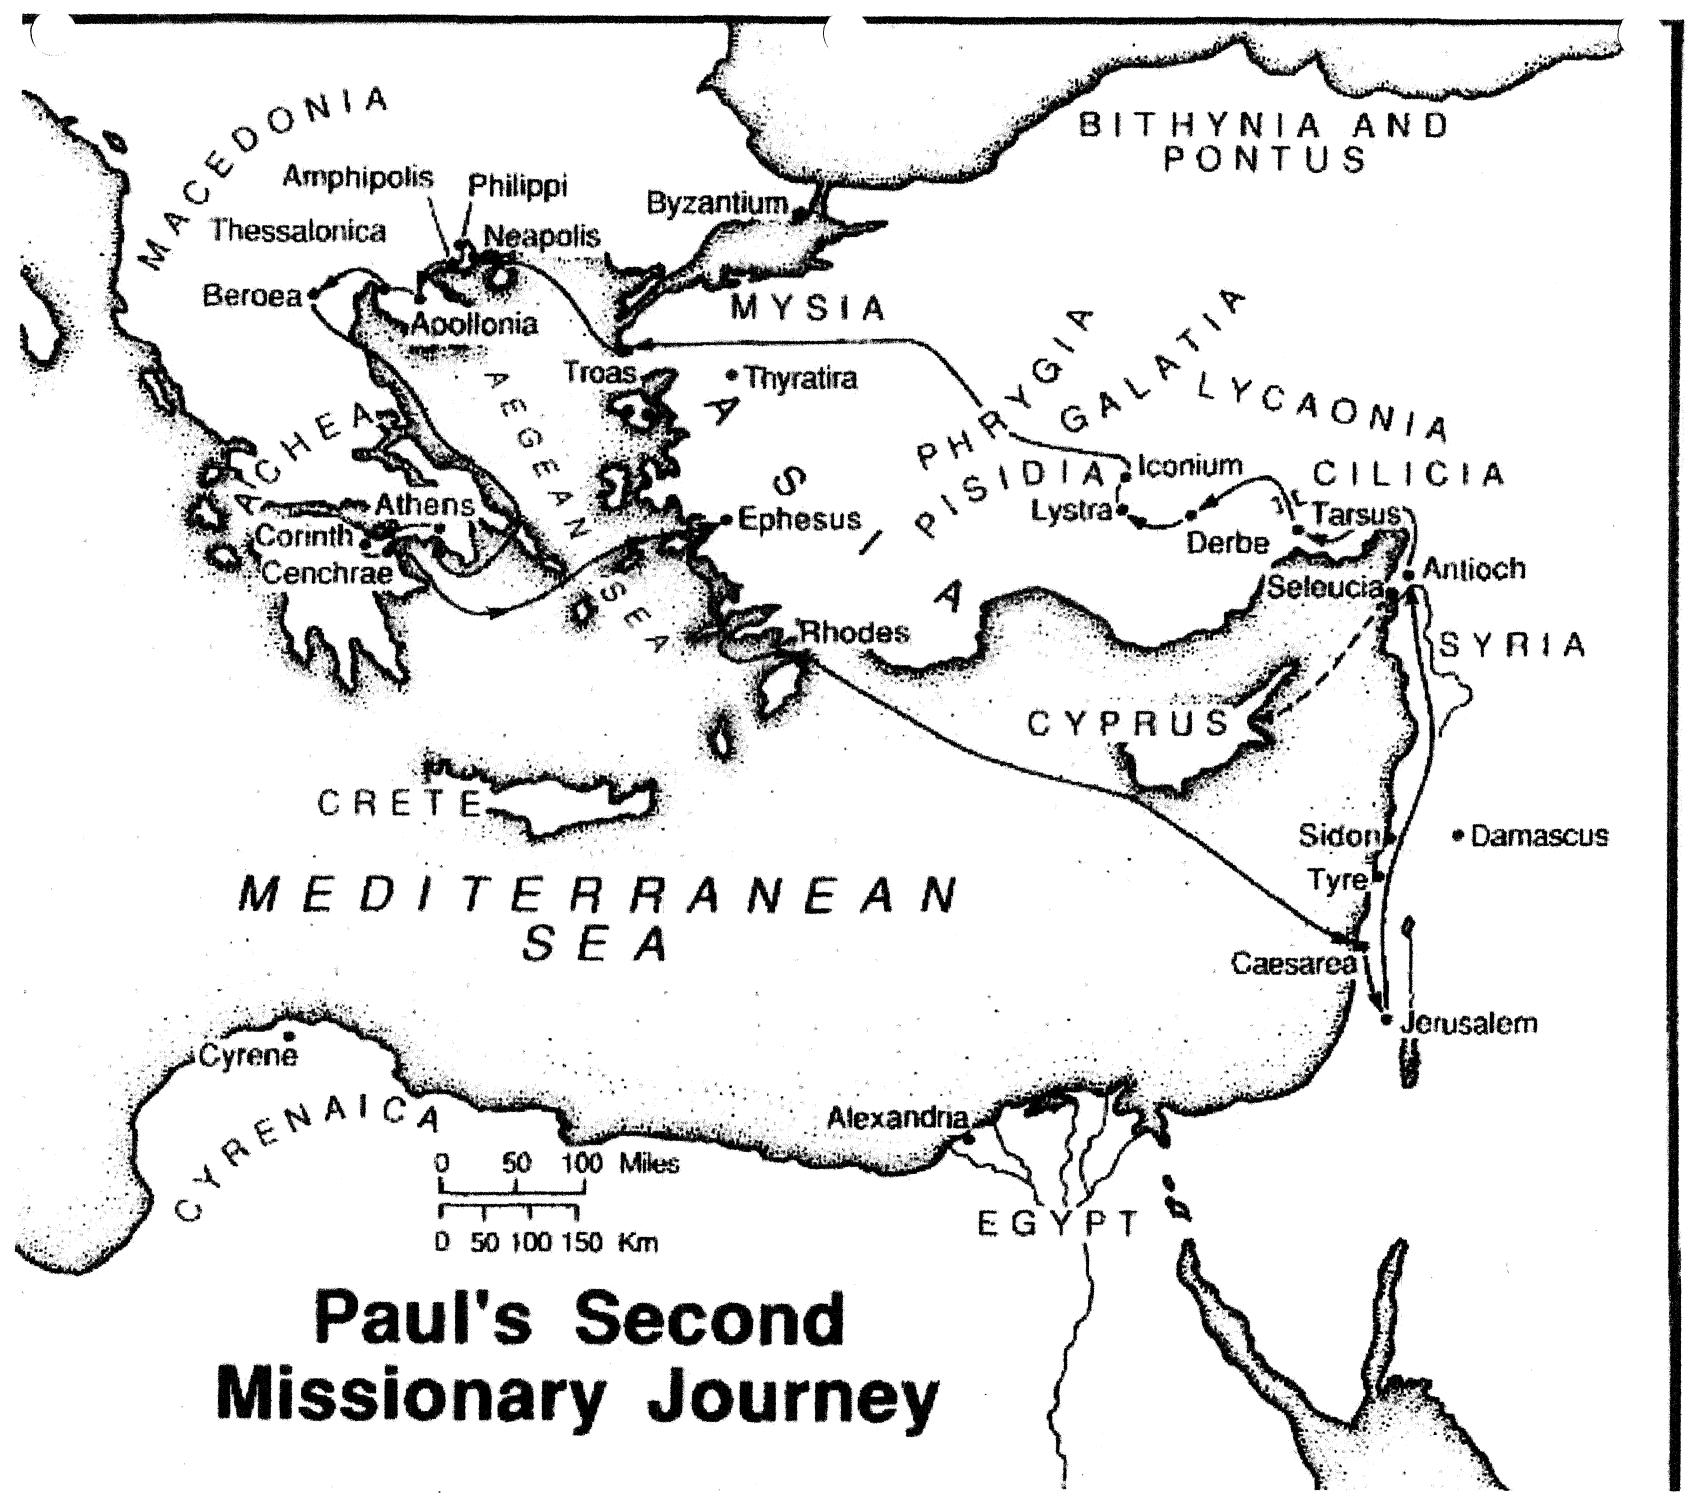 MACEDONIA
BITHYNIA AND
PONTUS
Amphipolis
Philippi
Byzantium
Thessalonica
Neapolis
Beroea
MYSIA
Apollonia
PHRYGIA
GALATIA
LYCAONIA
Troas
Thyratira
AEGEAN SEA
ACHEA
ASIA
PISIDIA
Iconium
CILICIA
Athens
Lystra
Tarsus
Corinth
Ephesus
Derbe
Cenchrae
Antioch
Seleucia
Rhodes
SYRIA
CYPRUS
CRETE
Sidon
Damascus
Tyre
MEDITERRANEAN
SEA
Caesarea
Jerusalem
Cyrene
CYRENAICA
Alexandria
0 50 100 Miles
0 50 100 150 Km
EGYPT
Paul's Second
Missionary Journey